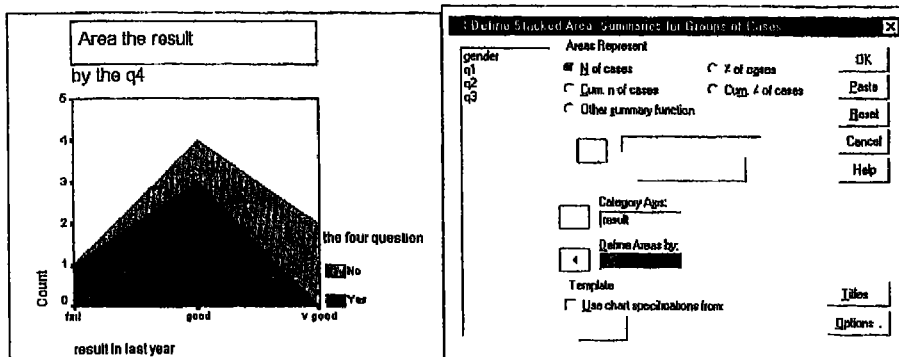 Area the result
by the q4
5
4
3
2
1
0
Count
good
v good
result in last year
the four question
No
Yes
: Define Stacked Area: Summaries for Groups of Cases
gender
q1
q2
q3
Areas Represent
N of cases
% of cases
Cum. n of cases
Cum. % of cases
Other summary function
Category Axis:
result
Define Areas by:
Template
Use chart specifications from:
OK
Paste
Reset
Cancel
Help
Titles
Options .